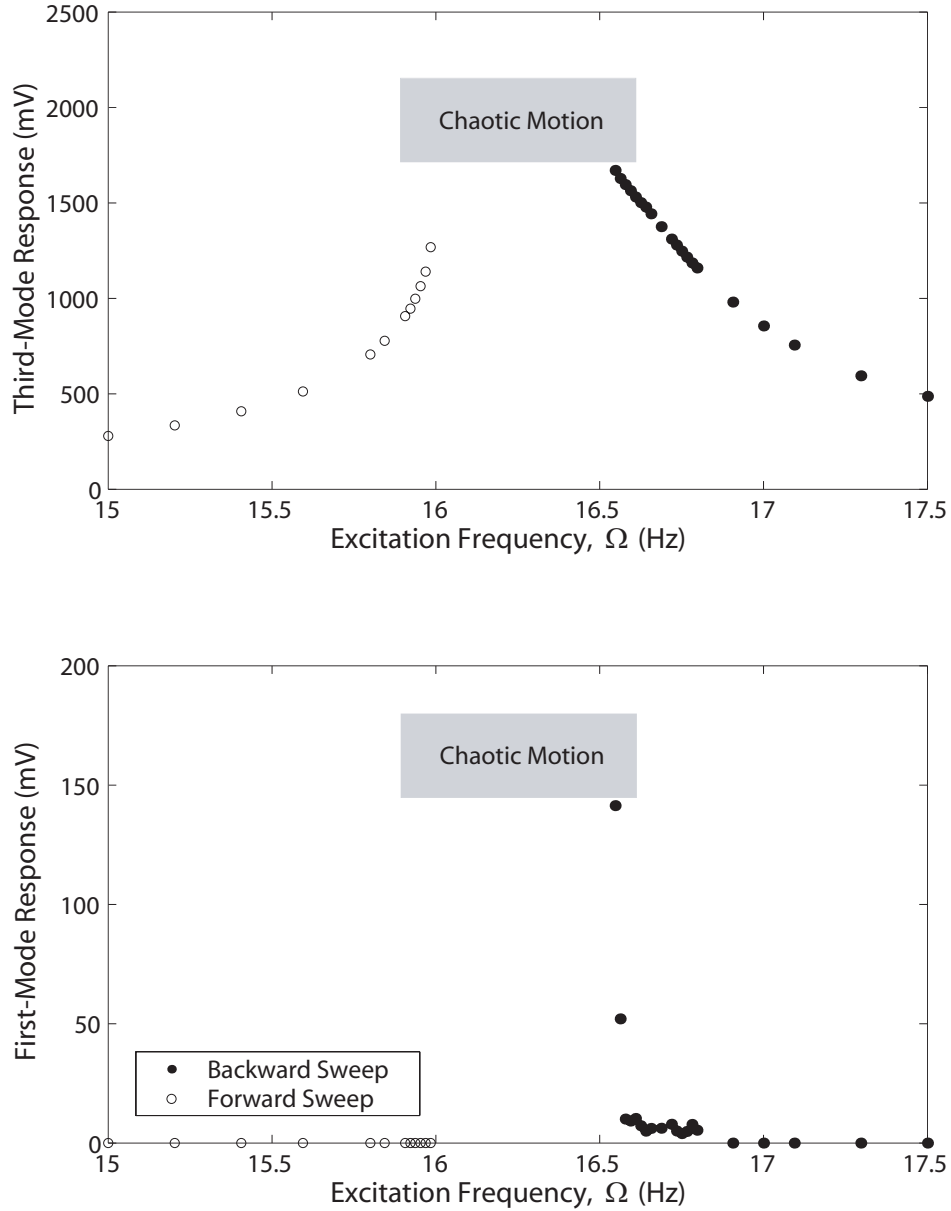 2500
2000
1500
1000
500
0
Third-Mode Response (mV)
Chaotic Motion
15
15.5
16
16.5
17
17.5
Excitation Frequency, Ω (Hz)
200
150
100
50
0
First-Mode Response (mV)
Chaotic Motion
Backward Sweep
Forward Sweep
15
15.5
16
16.5
17
17.5
Excitation Frequency, Ω (Hz)